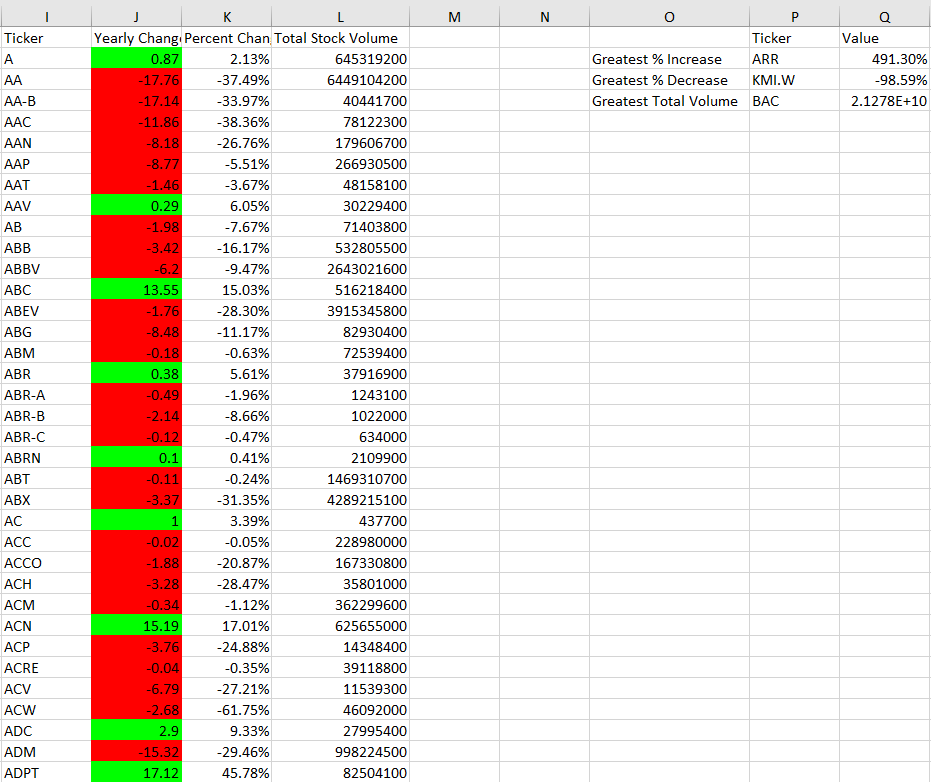 I J K L M N O P Q
Ticker Yearly Chang Percent Chan Total Stock Volume Ticker Value
A 0.87 2.13% 645319200 Greatest % Increase ARR 491.30%
AA -17.76 -37.49% 6449104200 Greatest % Decrease KMI.W -98.59%
AA-B -17.14 -33.97% 40441700 Greatest Total Volume BAC 2.1278E+10
AAC -11.86 -38.36% 78122300
AAN -8.18 -26.76% 179606700
AAP -8.77 -5.51% 266930500
AAT -1.46 -3.67% 48158100
AAV 0.29 6.05% 30229400
AB -1.98 -7.67% 71403800
ABB -3.42 -16.17% 532805500
ABBV -6.2 -9.47% 2643021600
ABC 13.55 15.03% 516218400
ABEV -1.76 -28.30% 3915345800
ABG -8.48 -11.17% 82930400
ABM -0.18 -0.63% 72539400
ABR 0.38 5.61% 37916900
ABR-A -0.49 -1.96% 1243100
ABR-B -2.14 -8.66% 1022000
ABR-C -0.12 -0.47% 634000
ABRN 0.1 0.41% 2109900
ABT -0.11 -0.24% 1469310700
ABX -3.37 -31.35% 4289215100
AC 1 3.39% 437700
ACC -0.02 -0.05% 228980000
ACCO -1.88 -20.87% 167330800
ACH -3.28 -28.47% 35801000
ACM -0.34 -1.12% 362299600
ACN 15.19 17.01% 625655000
ACP -3.76 -24.88% 14348400
ACRE -0.04 -0.35% 39118800
ACV -6.79 -27.21% 11539300
ACW -2.68 -61.75% 46092000
ADC 2.9 9.33% 27995400
ADM -15.32 -29.46% 998224500
ADPT 17.12 45.78% 82504100